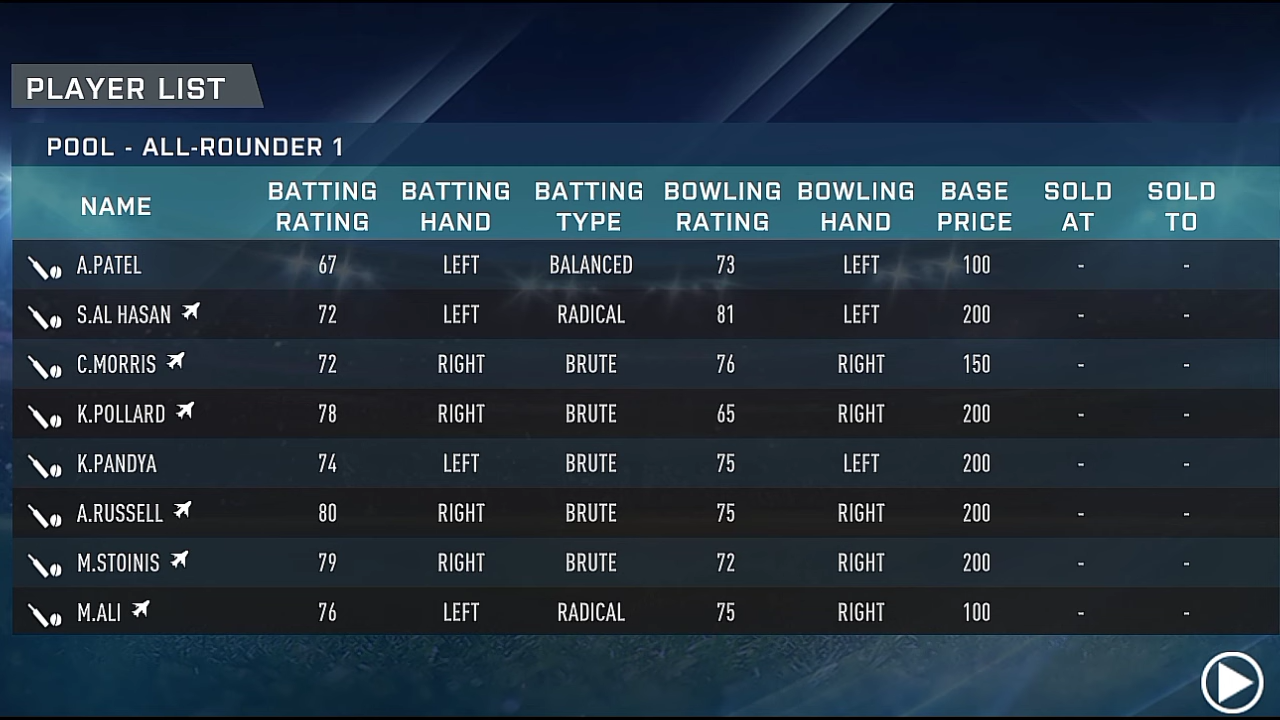 PLAYER LIST
POOL - ALL-ROUNDER 1
NAME BATTING RATING BATTING HAND BATTING TYPE BOWLING RATING BOWLING HAND BASE PRICE SOLD AT SOLD TO
A.PATEL 67 LEFT BALANCED 73 LEFT 100 - -
S.AL HASAN 72 LEFT RADICAL 81 LEFT 200 - -
C.MORRIS 72 RIGHT BRUTE 76 RIGHT 150 - -
K.POLLARD 78 RIGHT BRUTE 65 RIGHT 200 - -
K.PANDYA 74 LEFT BRUTE 75 LEFT 200 - -
A.RUSSELL 80 RIGHT BRUTE 75 RIGHT 200 - -
M.STOINIS 79 RIGHT BRUTE 72 RIGHT 200 - -
M.ALI 76 LEFT RADICAL 75 RIGHT 100 - -